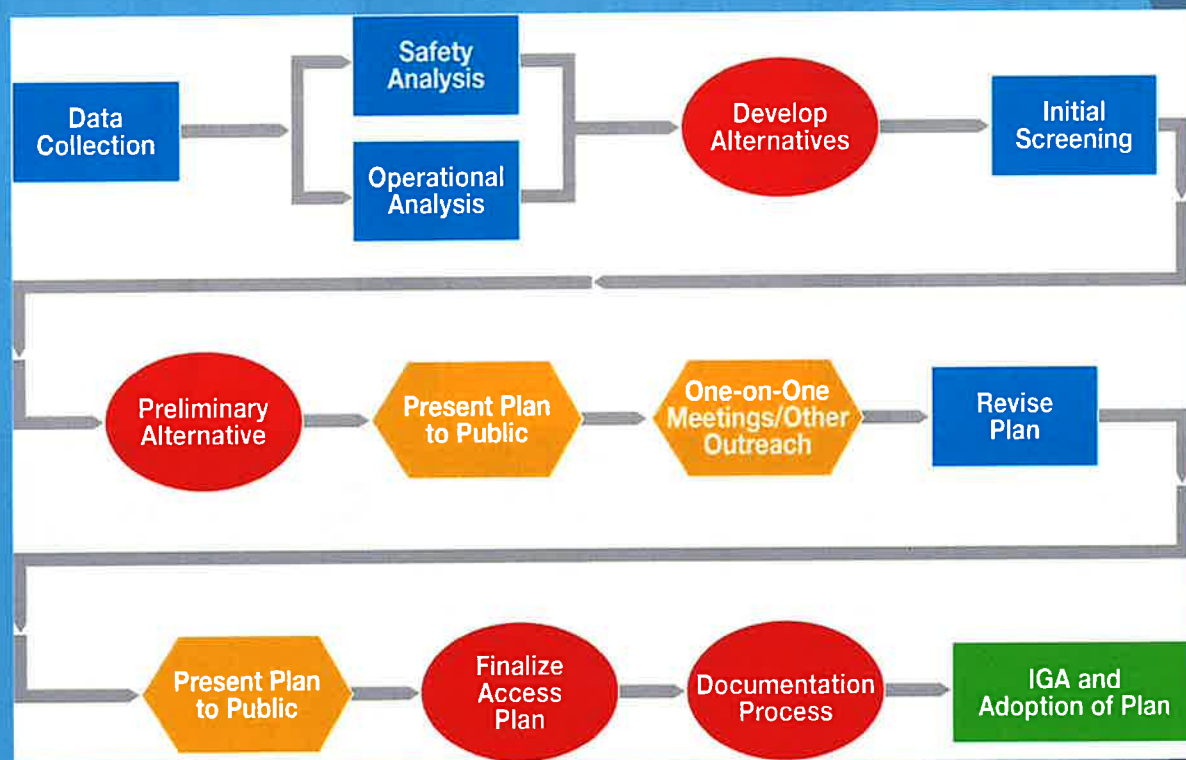 Data
Collection
Safety
Analysis
Operational
Analysis
Develop
Alternatives
Initial
Screening
Preliminary
Alternative
Present Plan
to Public
One-on-One
Meetings/Other
Outreach
Revise
Plan
Present Plan
to Public
Finalize
Access
Plan
Documentation
Process
IGA and
Adoption of Plan